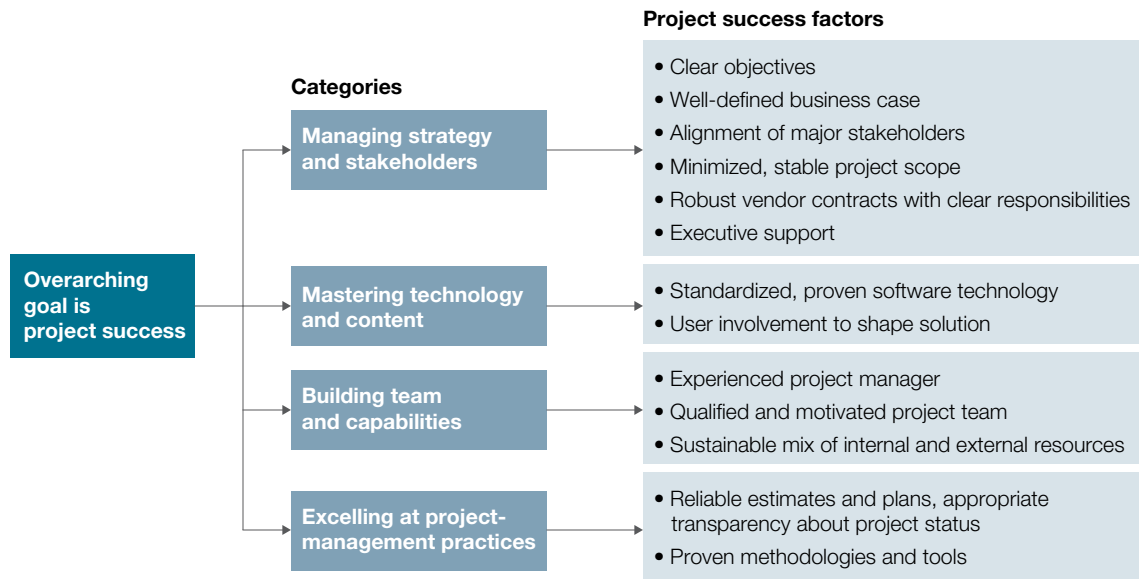 Project success factors
Categories
Overarching
goal is
project success
Managing strategy
and stakeholders
• Clear objectives
• Well-defined business case
• Alignment of major stakeholders
• Minimized, stable project scope
• Robust vendor contracts with clear responsibilities
• Executive support
Mastering technology
and content
• Standardized, proven software technology
• User involvement to shape solution
Building team
and capabilities
• Experienced project manager
• Qualified and motivated project team
• Sustainable mix of internal and external resources
Excelling at project-
management practices
• Reliable estimates and plans, appropriate
transparency about project status
• Proven methodologies and tools